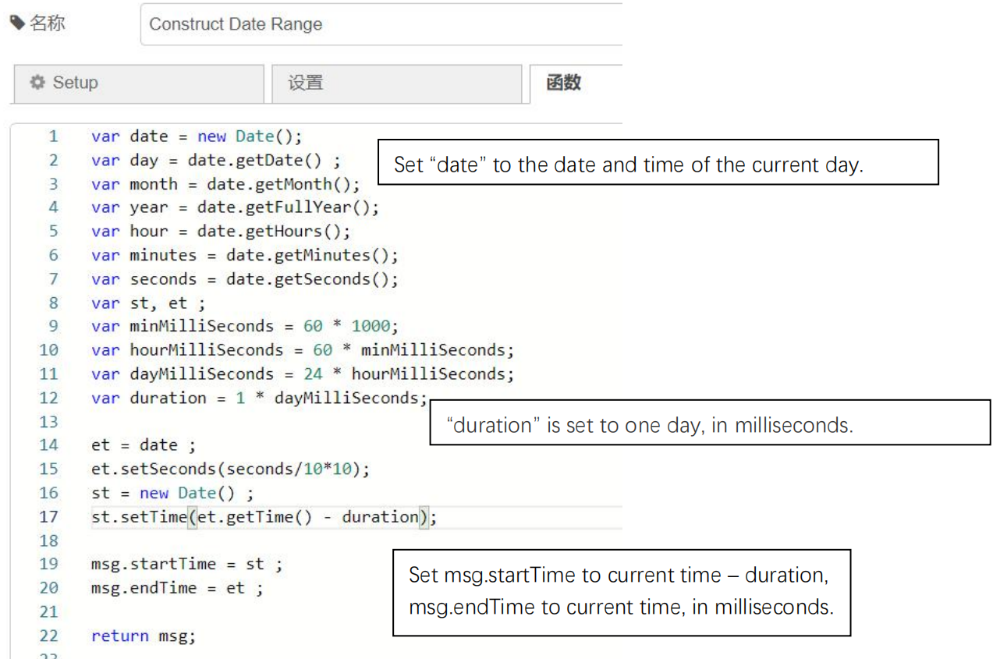 名称
Construct Date Range
Setup
设置
函数
1 var date = new Date();
2 var day = date.getDate() ;
Set “date” to the date and time of the current day.
3 var month = date.getMonth();
4 var year = date.getFullYear();
5 var hour = date.getHours();
6 var minutes = date.getMinutes();
7 var seconds = date.getSeconds();
8 var st, et ;
9 var minMilliSeconds = 60 * 1000;
10 var hourMilliSeconds = 60 * minMilliSeconds;
11 var dayMilliSeconds = 24 * hourMilliSeconds;
12 var duration = 1 * dayMilliSeconds;
13
“duration” is set to one day, in milliseconds.
14 et = date ;
15 et.setSeconds(seconds/10*10);
16 st = new Date() ;
17 st.setTime(et.getTime() - duration);
18
19 msg.startTime = st ;
20 msg.endTime = et ;
Set msg.startTime to current time – duration,
msg.endTime to current time, in milliseconds.
21
22 return msg;
23